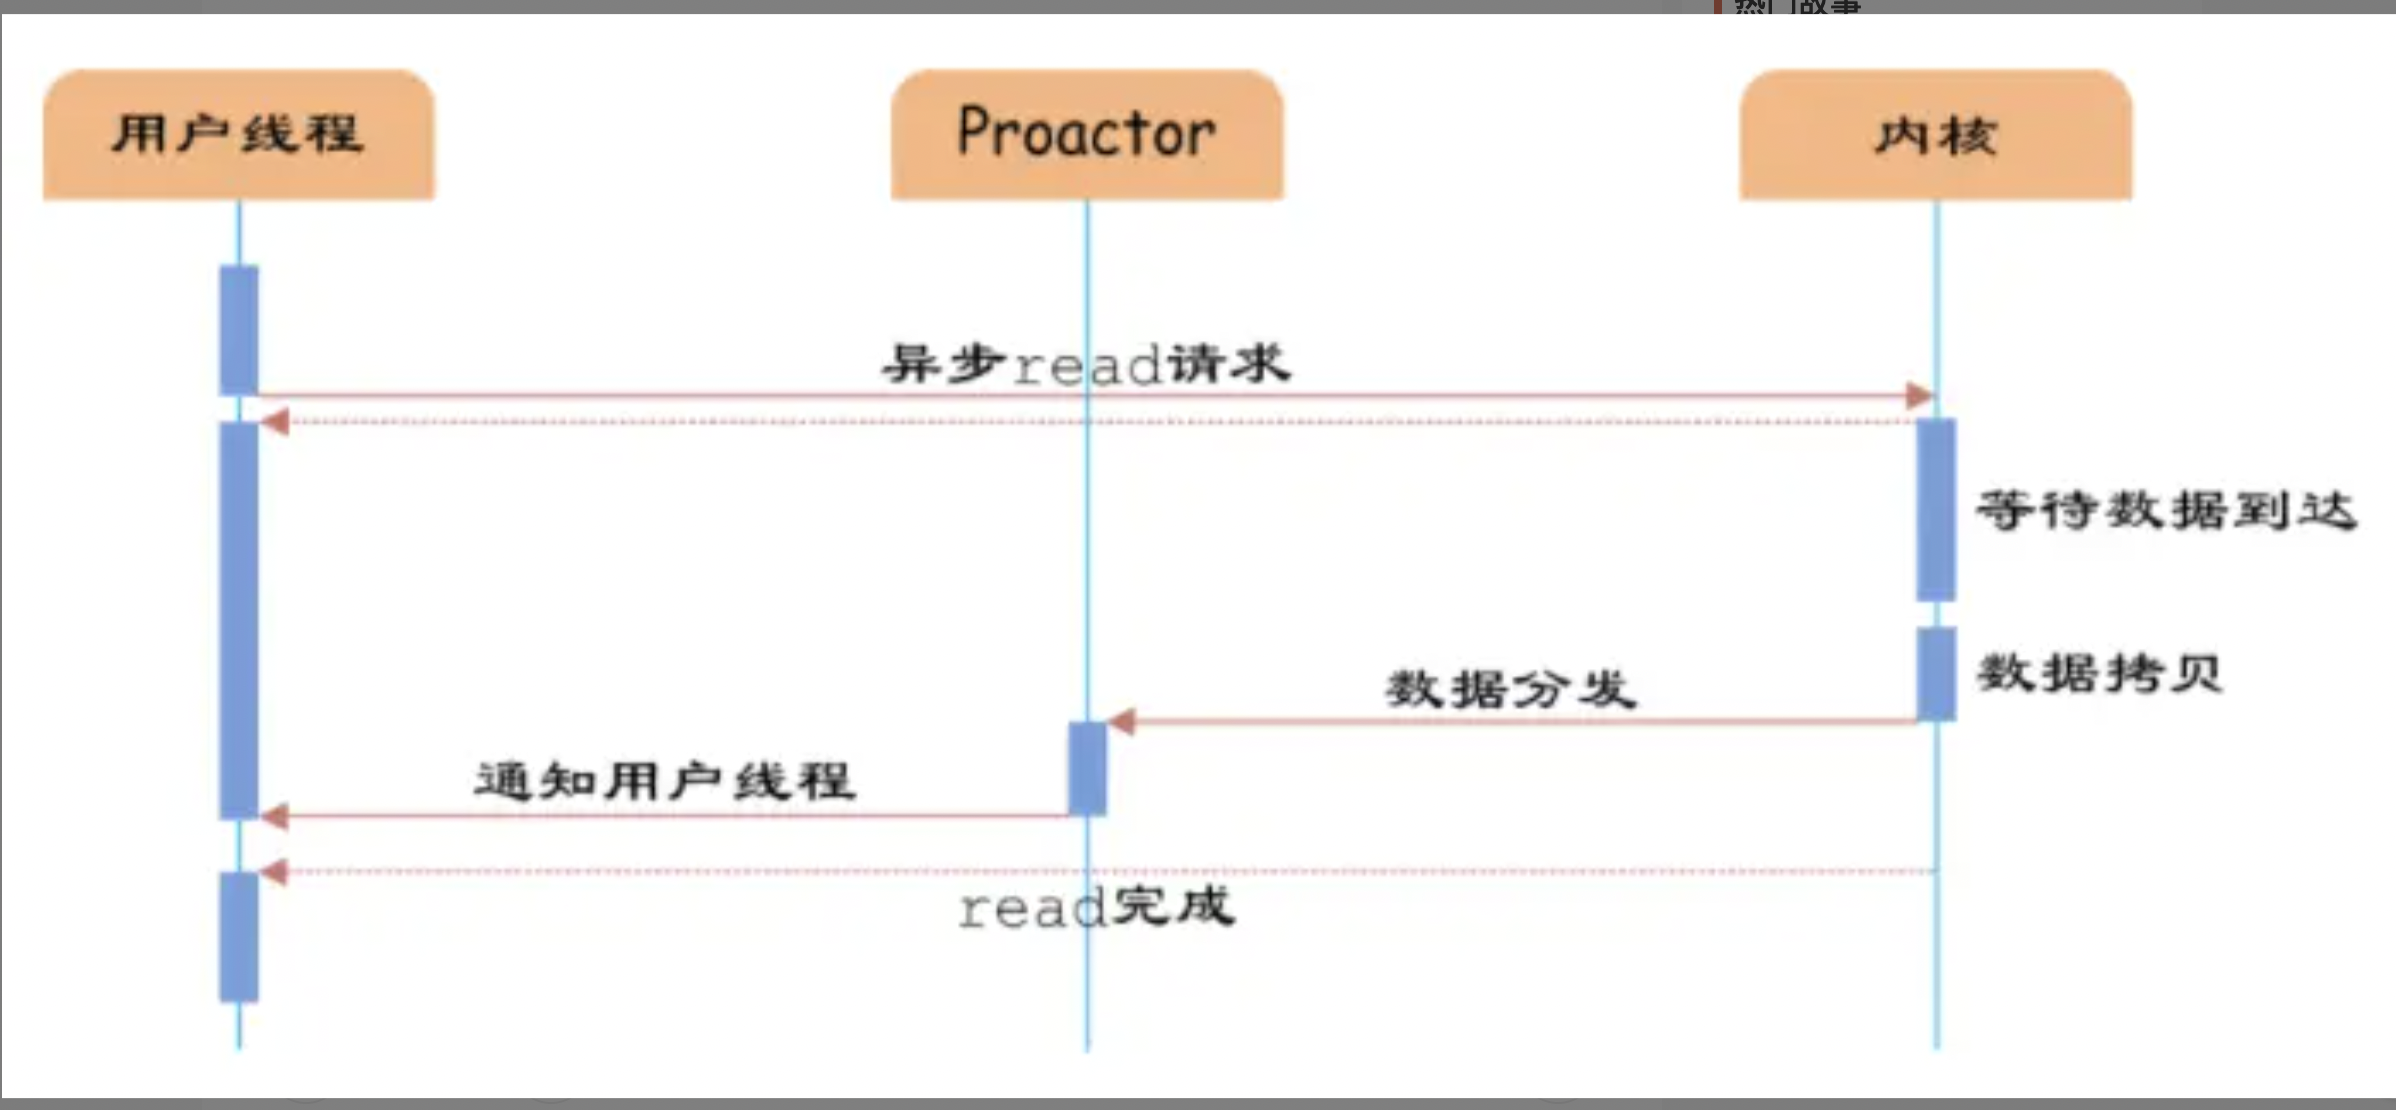 用户线程
Proactor
内核
异步read请求
等待数据到达
数据拷贝
数据分发
通知用户线程
read完成